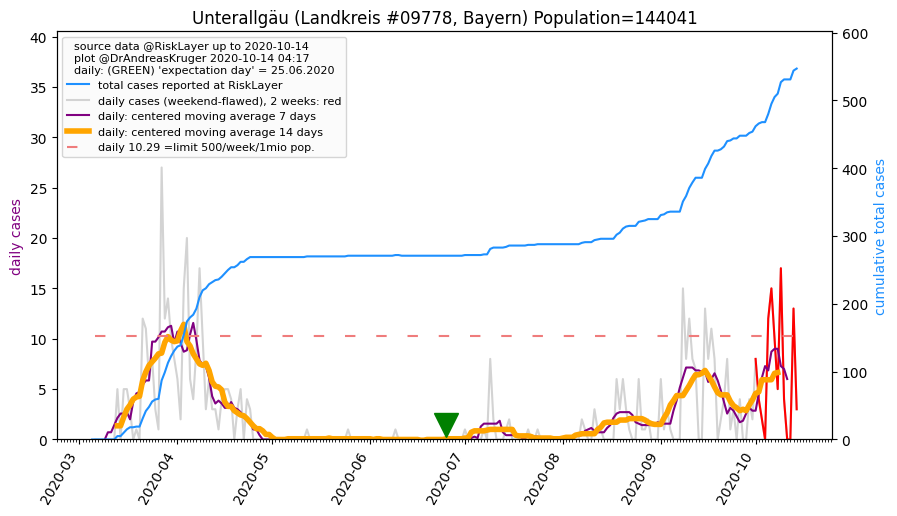 Unterallgäu (Landkreis #09778, Bayern) Population=144041
source data @RiskLayer up to 2020-10-14
plot @DrAndreasKruger 2020-10-14 04:17
daily: (GREEN) 'expectation day' = 25.06.2020
total cases reported at RiskLayer
daily cases (weekend-flawed), 2 weeks: red
daily: centered moving average 7 days
daily: centered moving average 14 days
daily 10.29 =limit 500/week/1mio pop.
daily cases
40
35
30
25
20
15
10
5
0
cumulative total cases
600
500
400
300
200
100
0
2020-03
2020-04
2020-05
2020-06
2020-07
2020-08
2020-09
2020-10